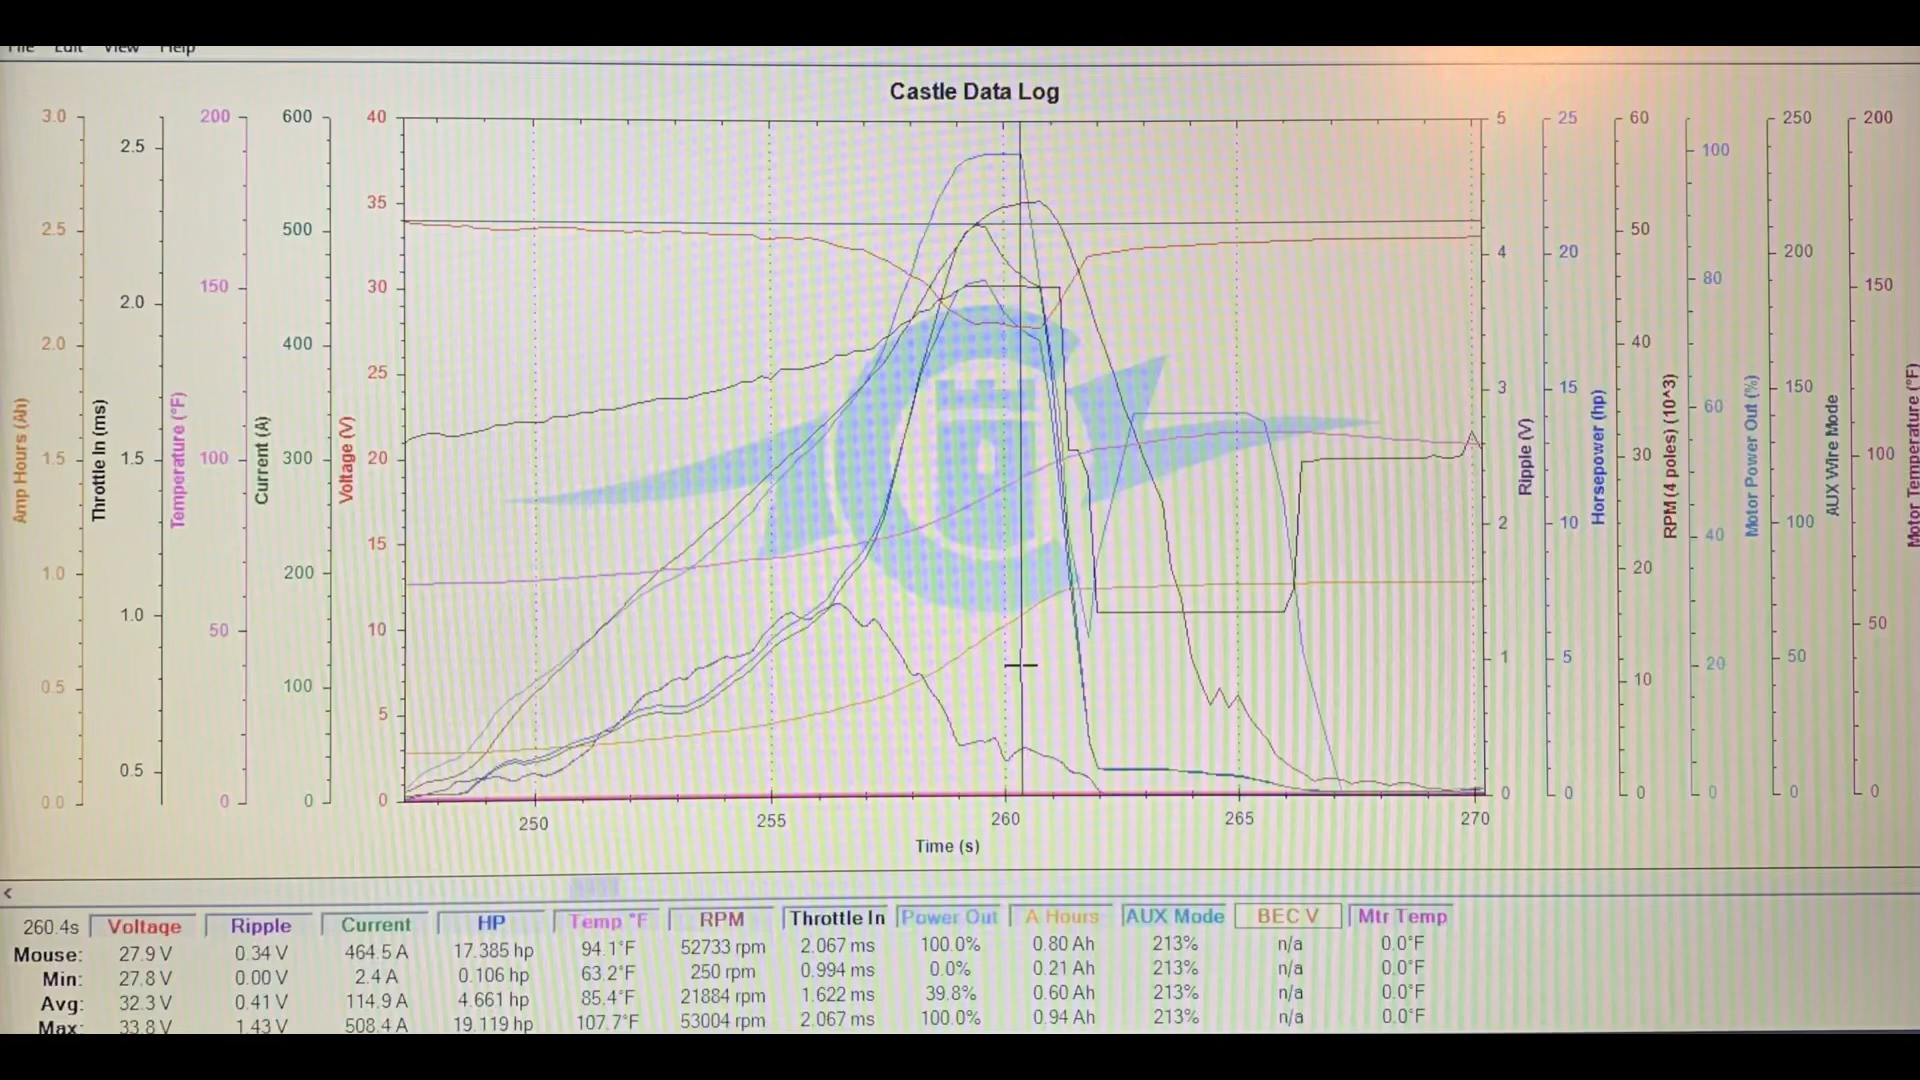 File Edit View Help
Castle Data Log
3.0 2.5 2.0 1.5 1.0 0.5 0.0
Amp Hours (Ah)
2.5 2.0 1.5 1.0 0.5
Throttle In (ms)
200 150 100 50 0
Temperature (°F)
600 500 400 300 200 100 0
Current (A)
40 35 30 25 20 15 10 5 0
Voltage (V)
5 4 3 2 1 0
Ripple (V)
25 20 15 10 5 0
Horsepower (hp)
60 50 40 30 20 10 0
RPM (4 poles) (10^3)
100 80 60 40 20 0
Motor Power Out (%)
250 200 150 100 50 0
AUX Wire Mode
200 150 100 50 0
Motor Temperature (°F)
250 255 260 265 270
Time (s)
<
260.4s Voltage Ripple Current HP Temp °F RPM Throttle In Power Out A Hours AUX Mode BEC V Mtr Temp
Mouse: 27.9 V 0.34 V 464.5 A 17.385 hp 94.1°F 52733 rpm 2.067 ms 100.0% 0.80 Ah 213% n/a 0.0°F
Min: 27.8 V 0.00 V 2.4 A 0.106 hp 63.2°F 250 rpm 0.994 ms 0.0% 0.21 Ah 213% n/a 0.0°F
Avg: 32.3 V 0.41 V 114.9 A 4.661 hp 85.4°F 21884 rpm 1.622 ms 39.8% 0.60 Ah 213% n/a 0.0°F
Max: 33.8 V 1.43 V 508.4 A 19.119 hp 107.7°F 53004 rpm 2.067 ms 100.0% 0.94 Ah 213% n/a 0.0°F